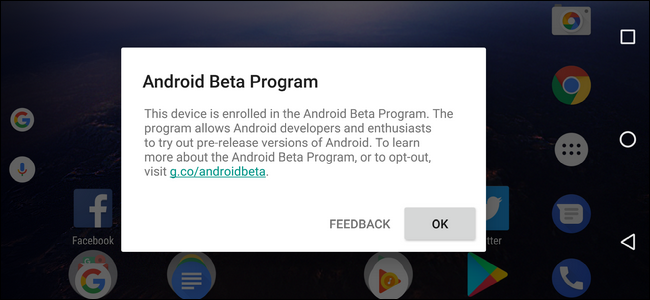 Android Beta Program
This device is enrolled in the Android Beta Program. The
program allows Android developers and enthusiasts
to try out pre-release versions of Android. To learn
more about the Android Beta Program, or to opt-out,
visit g.co/androidbeta.
FEEDBACK
OK
Facebook
tter